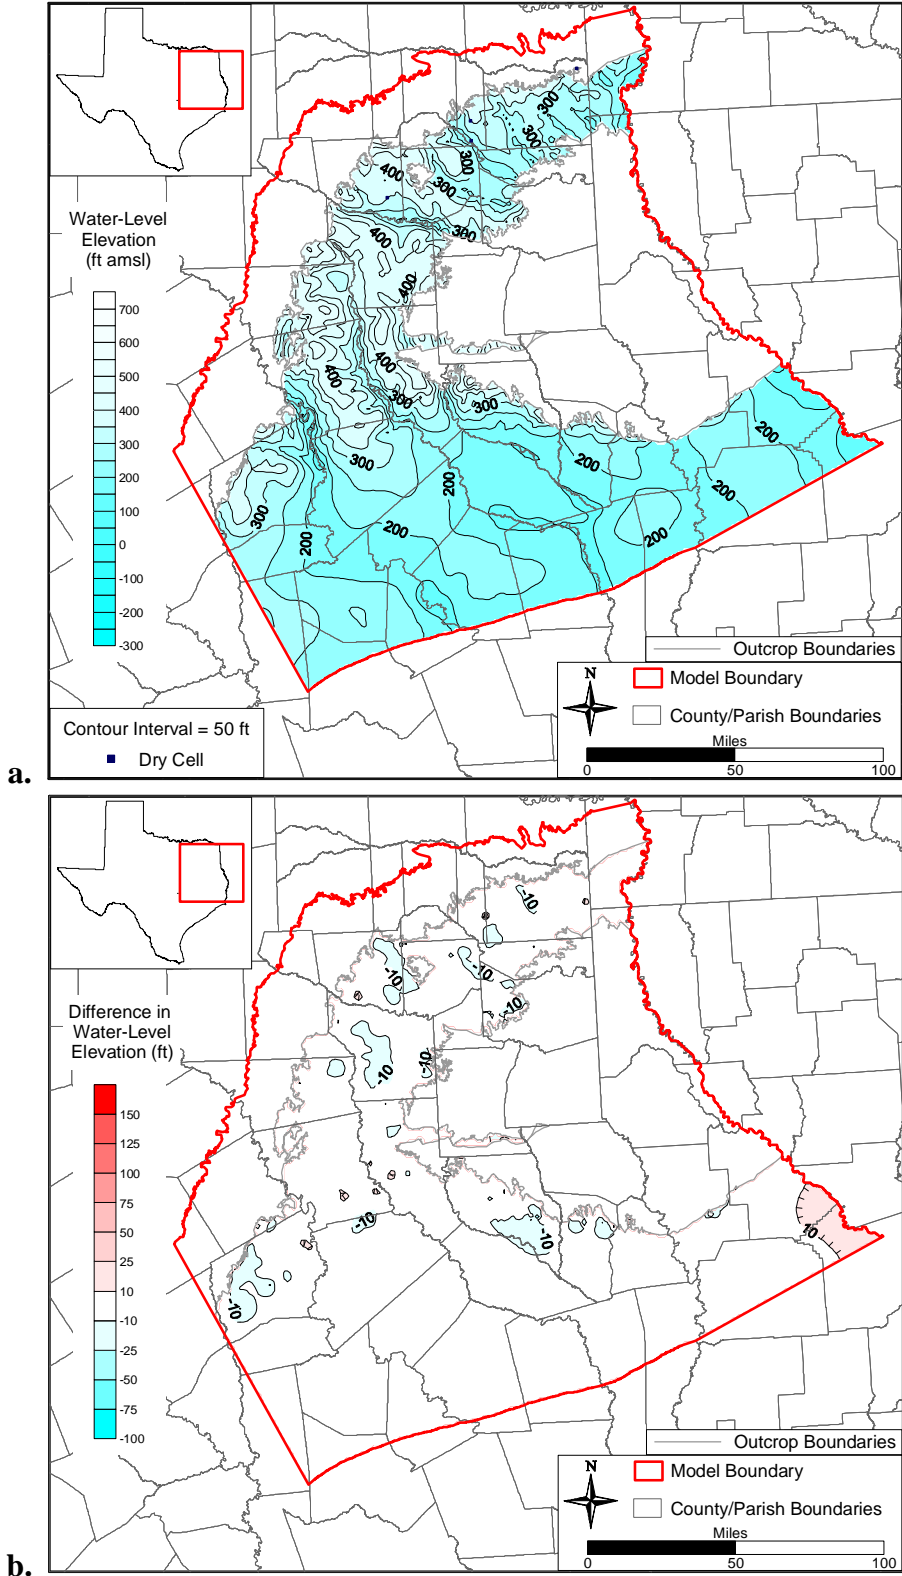 Water-Level
Elevation
(ft amsl)
700
600
500
400
300
200
100
0
-100
-200
-300
300
300
300
400
300
300
400
400
400
400
300
300
300
300
200
200
200
200
200
200
200
Contour Interval = 50 ft
Dry Cell
Outcrop Boundaries
N
Model Boundary
County/Parish Boundaries
Miles
0 50 100
a.
Difference in
Water-Level
Elevation (ft)
150
125
100
75
50
25
10
-10
-25
-50
-75
-100
-10
-10
-10
-10
-10
-10
-10
-10
-10
10
Outcrop Boundaries
N
Model Boundary
County/Parish Boundaries
Miles
0 50 100
b.